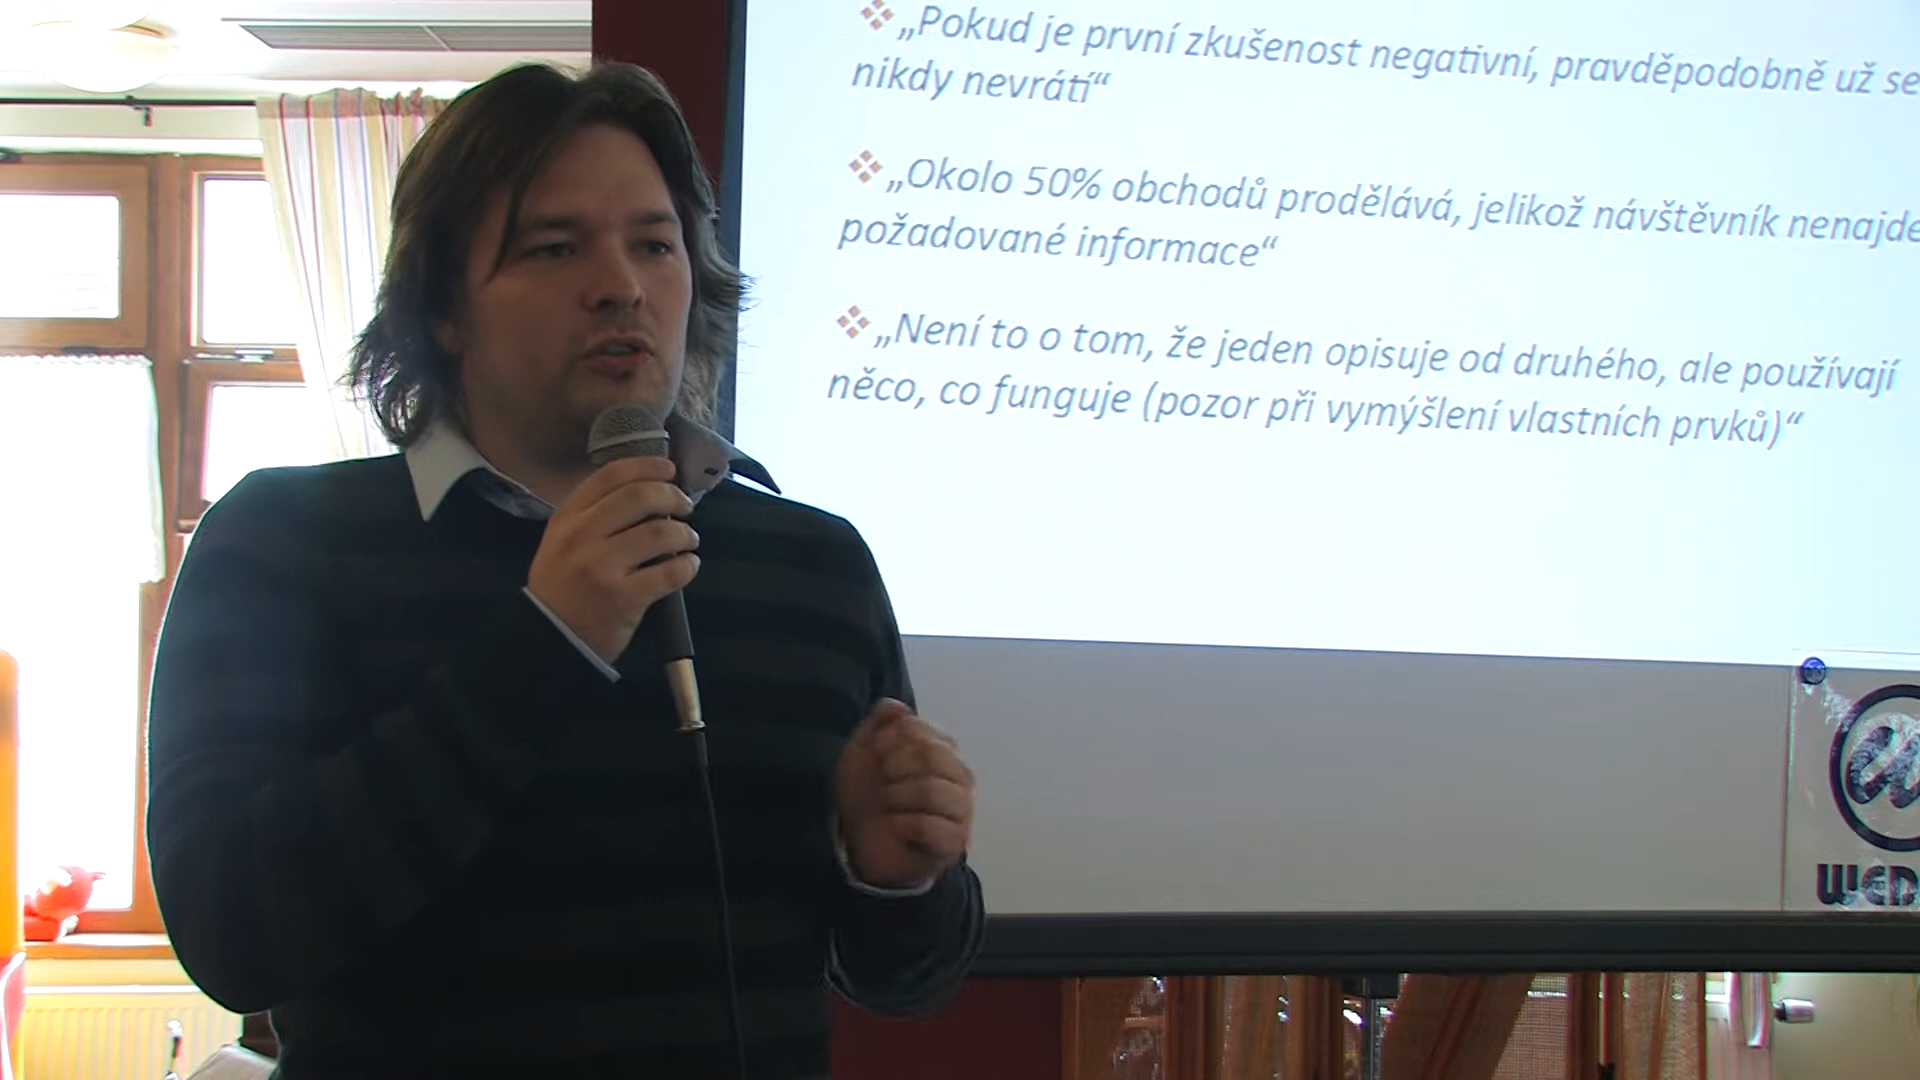 „Pokud je první zkušenost negativní, pravděpodobně už se
nikdy nevrátí“
„Okolo 50% obchodů prodělává, jelikož návštěvník nenajde
požadované informace“
„Není to o tom, že jeden opisuje od druhého, ale používají
něco, co funguje (pozor při vymýšlení vlastních prvků)“